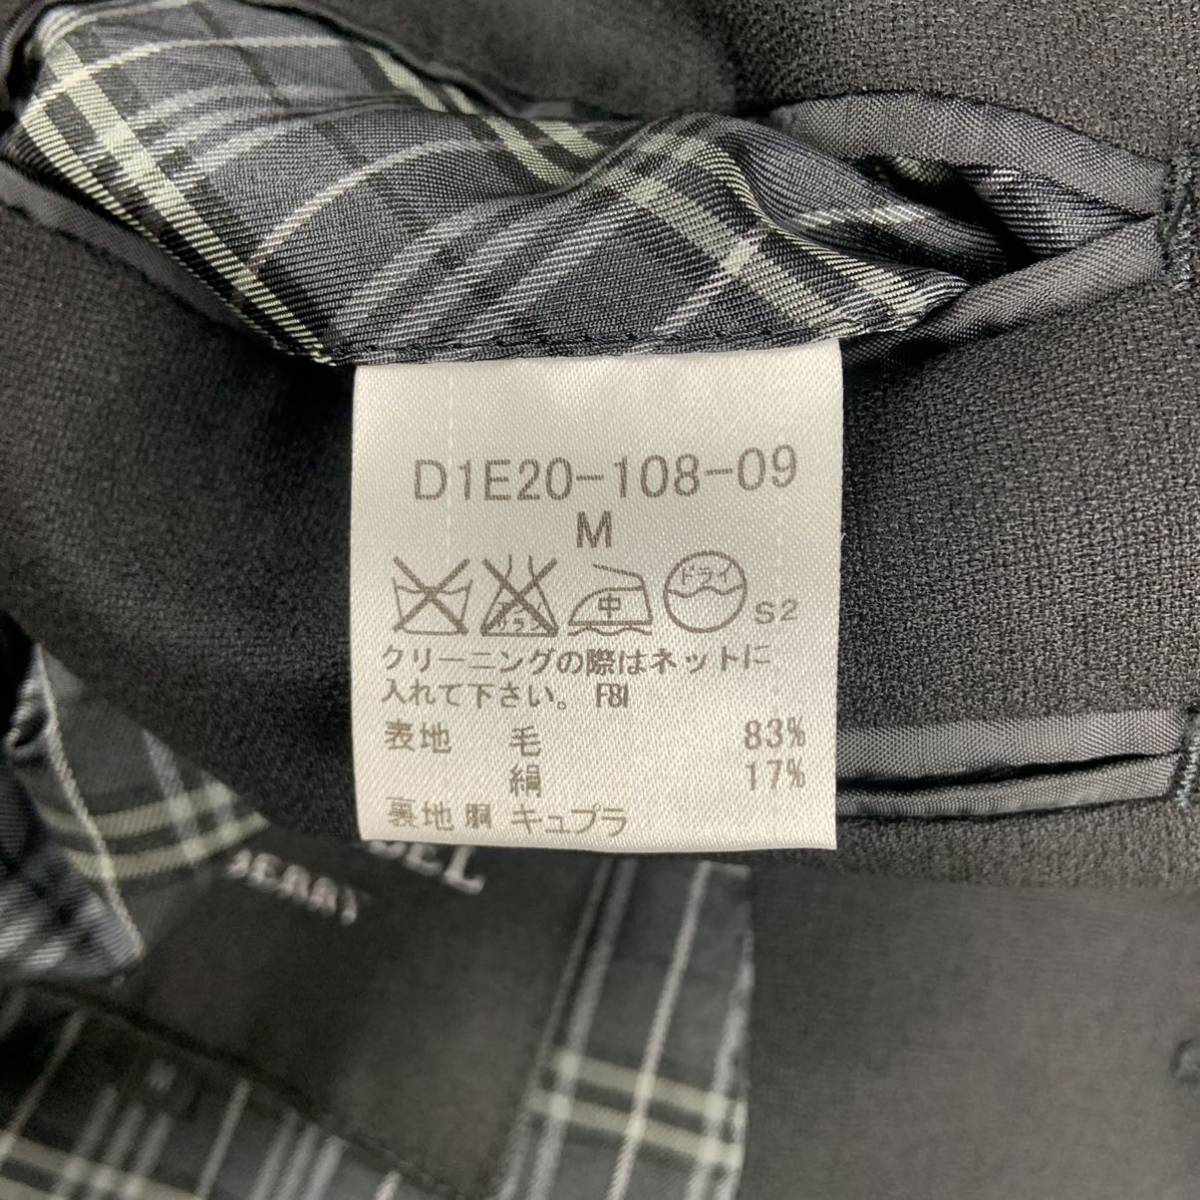 D1E20-108-09
M
中 ドライ S2
クリーニングの際はネットに
入れて下さい。 F81
表地 毛 83%
絹 17%
裏地 胴 キュプラ